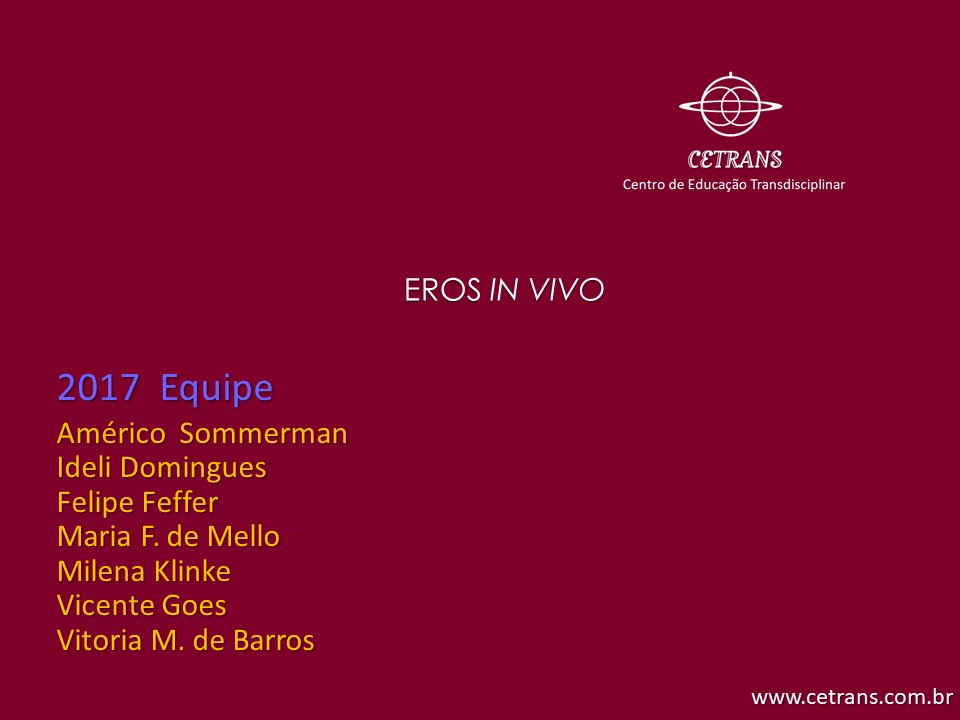 CETRANS
Centro de Educação Transdisciplinar
EROS IN VIVO
2017 Equipe
Américo Sommerman
Ideli Domingues
Felipe Feffer
Maria F. de Mello
Milena Klinke
Vicente Goes
Vitoria M. de Barros
www.cetrans.com.br